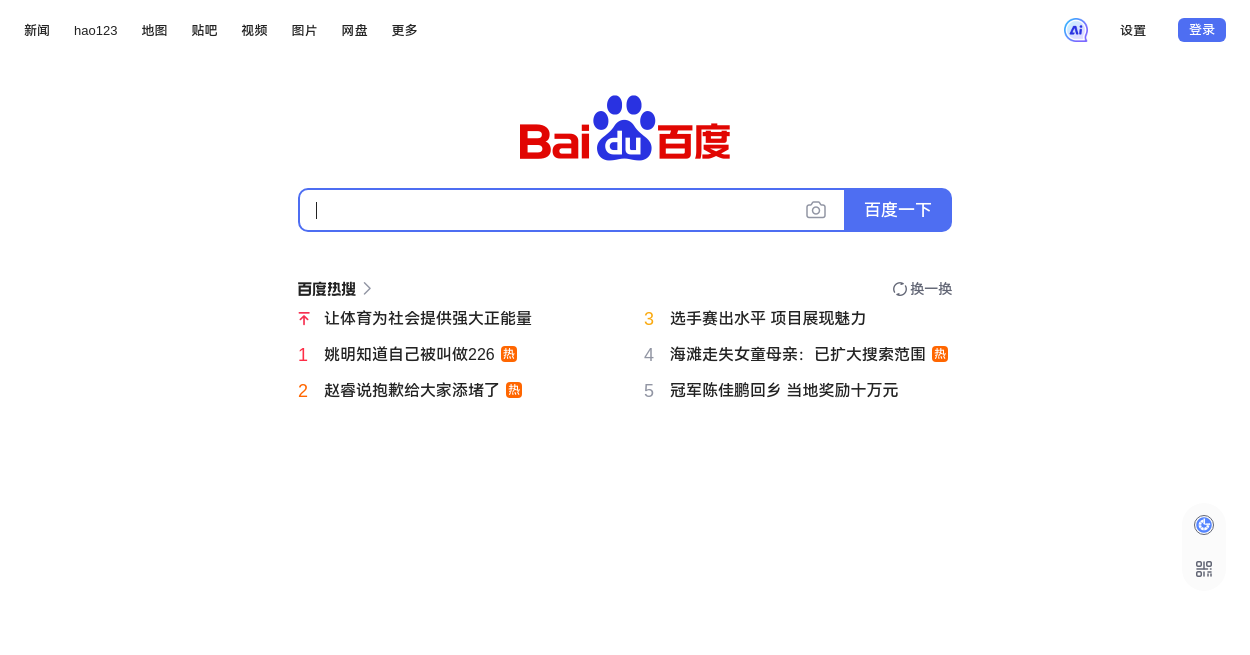 新闻 hao123 地图 贴吧 视频 图片 网盘 更多 Ai 设置 登录
Bai du 百度
百度一下
百度热搜 换一换
让体育为社会提供强大正能量
1 姚明知道自己被叫做226 热
2 赵睿说抱歉给大家添堵了 热
3 选手赛出水平 项目展现魅力
4 海滩走失女童母亲：已扩大搜索范围 热
5 冠军陈佳鹏回乡 当地奖励十万元